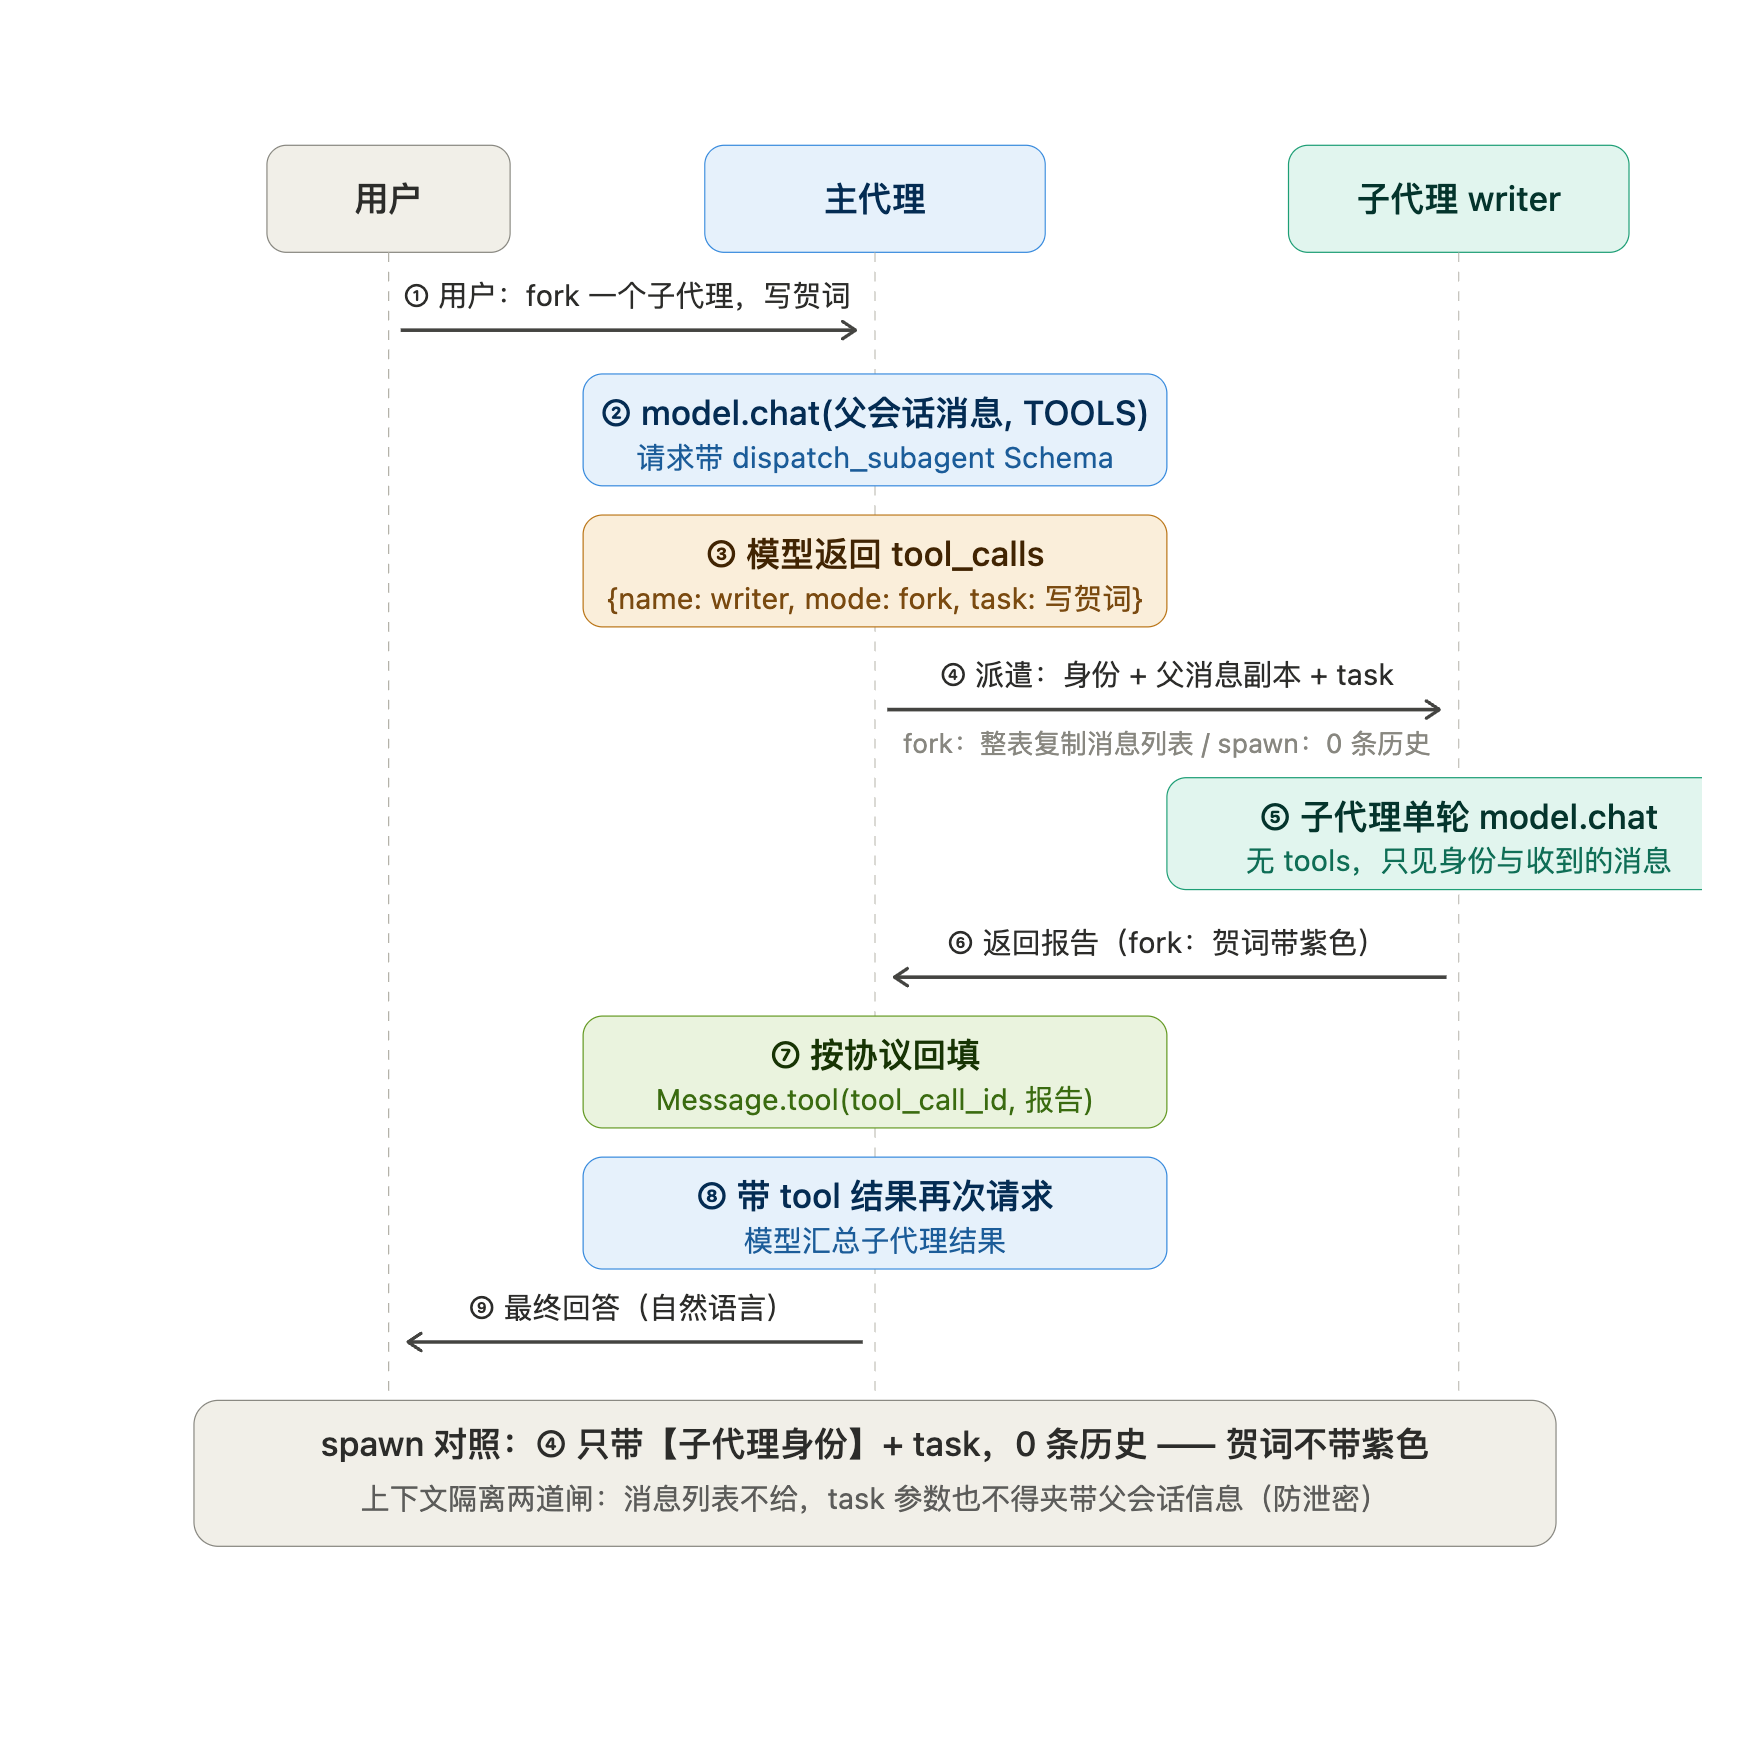 用户
主代理
子代理 writer
① 用户：fork 一个子代理，写贺词
② model.chat(父会话消息, TOOLS)
请求带 dispatch_subagent Schema
③ 模型返回 tool_calls
{name: writer, mode: fork, task: 写贺词}
④ 派遣：身份 + 父消息副本 + task
fork：整表复制消息列表 / spawn：0 条历史
⑤ 子代理单轮 model.chat
无 tools，只见身份与收到的消息
⑥ 返回报告（fork：贺词带紫色）
⑦ 按协议回填
Message.tool(tool_call_id, 报告)
⑧ 带 tool 结果再次请求
模型汇总子代理结果
⑨ 最终回答（自然语言）
spawn 对照：④ 只带【子代理身份】+ task，0 条历史 —— 贺词不带紫色
上下文隔离两道闸：消息列表不给，task 参数也不得夹带父会话信息（防泄密）